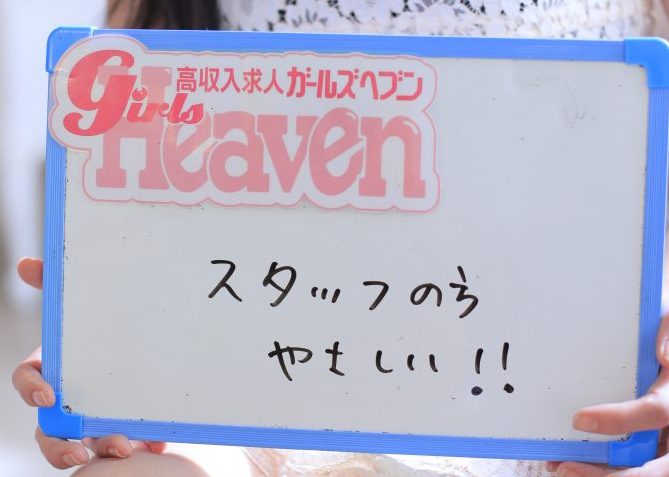 高収入求人ガールズヘブン
Girls
Heaven
スタッフの方
やさしい!!